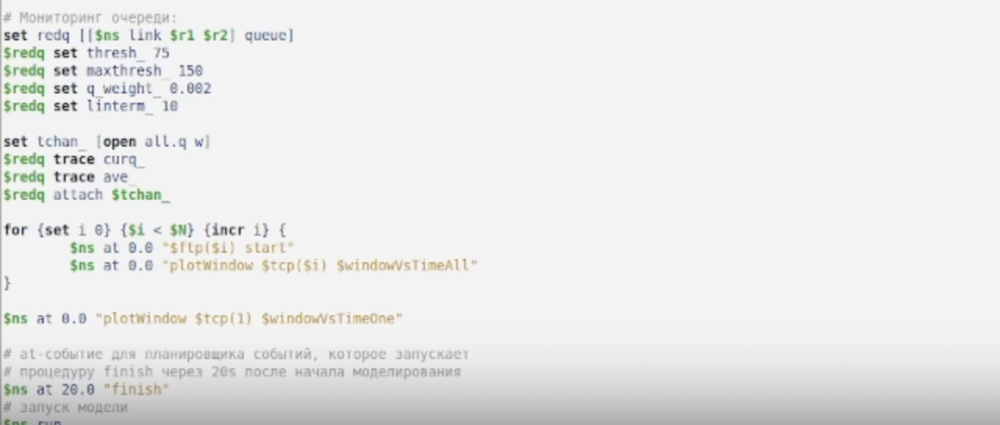 # Мониторинг очереди:
set redq [[$ns link $r1 $r2] queue]
$redq set thresh_ 75
$redq set maxthresh_ 150
$redq set q_weight_ 0.002
$redq set linterm_ 10
set tchan_ [open all.q w]
$redq trace curq_
$redq trace ave_
$redq attach $tchan_
for {set i 0} {$i < $N} {incr i} {
$ns at 0.0 "$ftp($i) start"
$ns at 0.0 "plotWindow $tcp($i) $windowVsTimeAll"
}
$ns at 0.0 "plotWindow $tcp(1) $windowVsTimeOne"
# at-событие для планировщика событий, которое запускает
# процедуру finish через 20s после начала моделирования
$ns at 20.0 "finish"
# запуск модели
$ns run